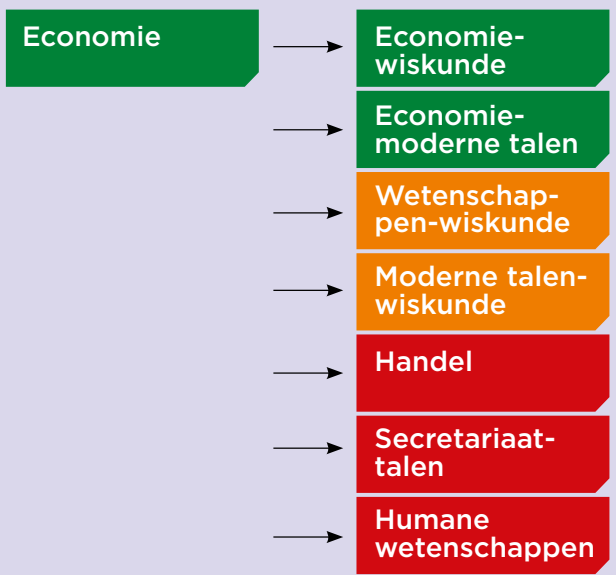 Economie
Economie-
wiskunde
Economie-
moderne talen
Wetenschap-
pen-wiskunde
Moderne talen-
wiskunde
Handel
Secretariaat-
talen
Humane
wetenschappen